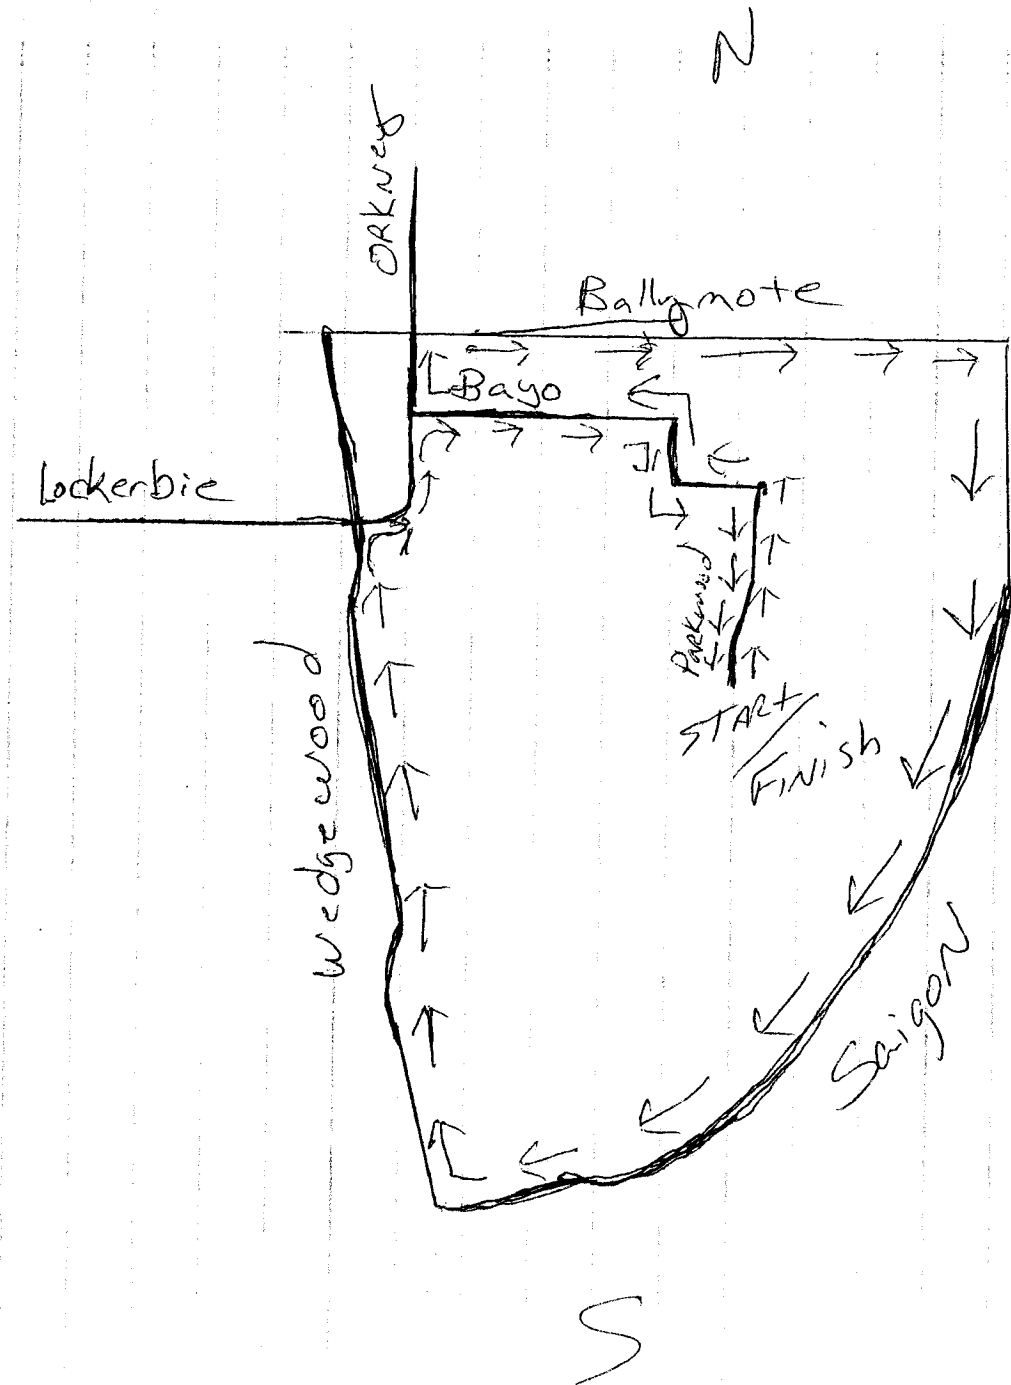 N
ORKNEY
Ballymote
Bayo
Lockerbie
Parkwood
START/
Finish
Wedgewood
Saigon
S